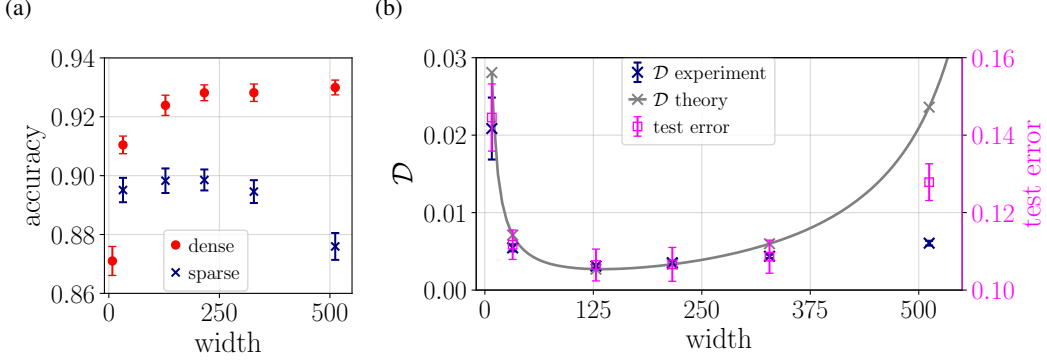 (a)
0.94
0.92
0.90
0.88
0.86
accuracy
dense
sparse
0
250
500
width
(b)
0.03
0.02
0.01
0.00
𝒟
𝒟 experiment
𝒟 theory
test error
0
125
250
375
500
width
0.16
0.14
0.12
0.10
test error